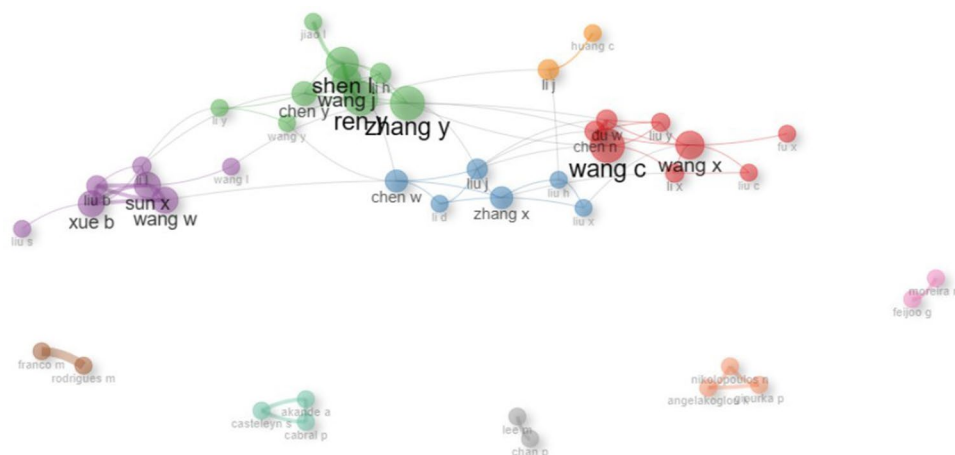 jiao l
huang c
shen l
li j
wang j
chen y
ren y
zhang y
li y
wang y
du w
liu y
chen n
fu x
wang c
wang x
wang l
liu j
liu h
li x
liu c
liu b
sun x
chen w
xue b
wang w
li d
zhang x
liu x
liu s
moreira
feijoo g
franco m
rodrigues m
nikolopoulos n
angelakoglou k
giourka p
akande a
casteleyn s
cabral p
lee m
chan p